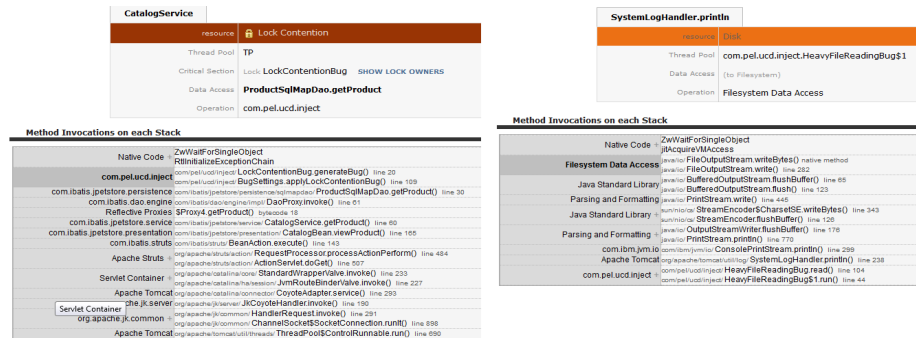 CatalogService
resource Lock Contention
Thread Pool TP
Critical Section Lock LockContentionBug SHOW LOCK OWNERS
Data Access ProductSqlMapDao.getProduct
Operation com.pel.ucd.inject
Method Invocations on each Stack
Native Code + ZwWaitForSingleObject
RtlInitializeExceptionChain
com.pel.ucd.inject com/pel/ucd/inject/ LockContentionBug.generateBug() line 20
com/pel/ucd/inject/ BugSettings.applyLockContentionBug() line 109
com.ibatis.jpetstore.persistence com/ibatis/jpetstore/persistence/sqlmapdao/ ProductSqlMapDao.getProduct() line 30
com.ibatis.dao.engine com/ibatis/dao/engine/impl/ DaoProxy.invoke() line 61
Reflective Proxies $Proxy4.getProduct() bytecode 18
com.ibatis.jpetstore.service com/ibatis/jpetstore/service/ CatalogService.getProduct() line 60
com.ibatis.jpetstore.presentation com/ibatis/jpetstore/presentation/ CatalogBean.viewProduct() line 165
com.ibatis.struts com/ibatis/struts/ BeanAction.execute() line 143
Apache Struts + org/apache/struts/action/ RequestProcessor.processActionPerform() line 484
org/apache/struts/action/ ActionServlet.doGet() line 507
Servlet Container + org/apache/catalina/core/ StandardWrapperValve.invoke() line 233
org/apache/catalina/ha/session/ JvmRouteBinderValve.invoke() line 227
Apache Tomcat org/apache/catalina/connector/ CoyoteAdapter.service() line 293
che.jk.server org/apache/jk/server/ JkCoyoteHandler.invoke() line 190
Servlet Container
org.apache.jk.common + org/apache/jk/common/ HandlerRequest.invoke() line 291
org/apache/jk/common/ ChannelSocket$SocketConnection.runIt() line 898
Apache Tomcat org/apache/tomcat/util/threads/ ThreadPool$ControlRunnable.run() line 690
SystemLogHandler.println
resource Disk
Thread Pool com.pel.ucd.inject.HeavyFileReadingBug$1
Data Access (to Filesystem)
Operation Filesystem Data Access
Method Invocations on each Stack
Native Code + ZwWaitForSingleObject
jitAcquireVMAccess
Filesystem Data Access java/io/ FileOutputStream.writeBytes() native method
java/io/ FileOutputStream.write() line 282
Java Standard Library java/io/ BufferedOutputStream.flushBuffer() line 65
java/io/ BufferedOutputStream.flush() line 123
Parsing and Formatting + java/io/ PrintStream.write() line 445
Java Standard Library + sun/nio/cs/ StreamEncoder$CharsetSE.writeBytes() line 343
sun/nio/cs/ StreamEncoder.flushBuffer() line 126
Parsing and Formatting + java/io/ OutputStreamWriter.flushBuffer() line 178
java/io/ PrintStream.println() line 770
com.ibm.jvm.io com/ibm/jvm/io/ ConsolePrintStream.println() line 299
Apache Tomcat org/apache/tomcat/util/log/ SystemLogHandler.println() line 238
com.pel.ucd.inject + com/pel/ucd/inject/ HeavyFileReadingBug.read() line 104
com/pel/ucd/inject/ HeavyFileReadingBug$1.run() line 44